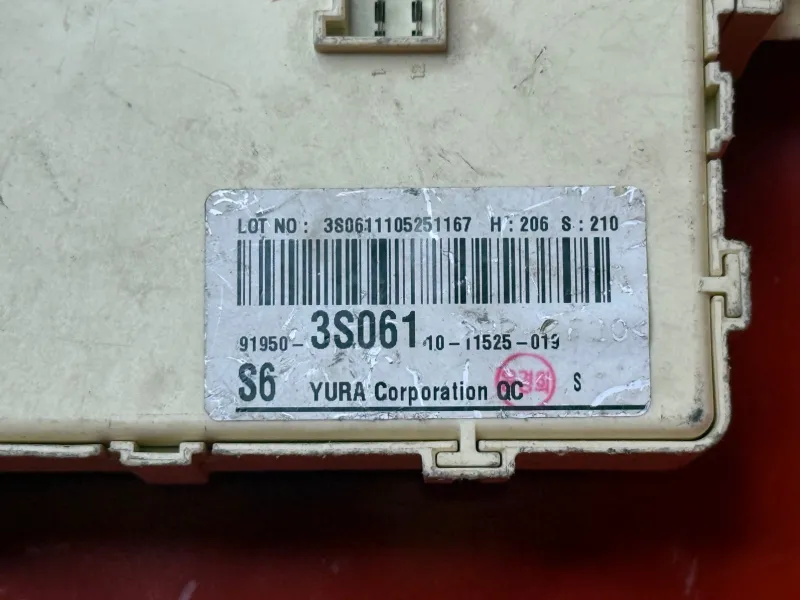 LOT NO : 3S0611105251167 H : 206 S : 210
91950- 3S061 10-11525-019
S6 YURA Corporation QC S